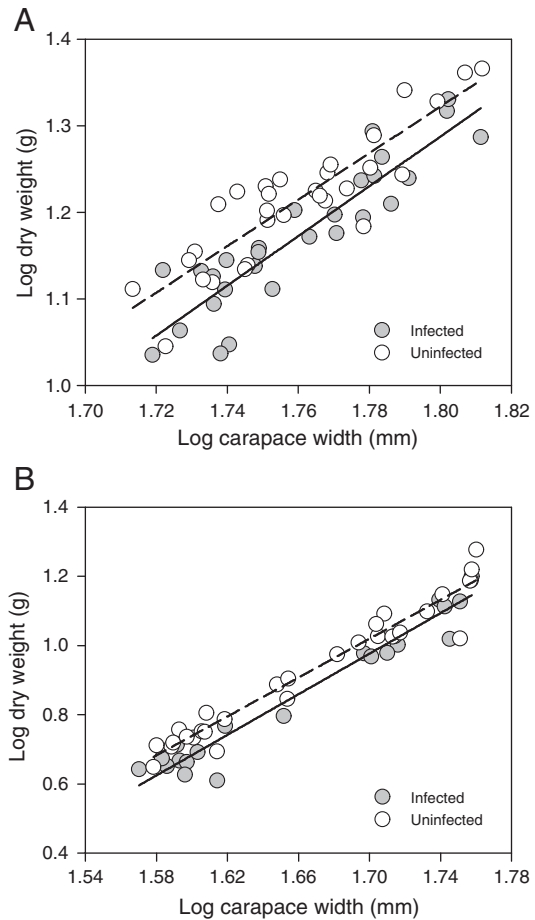 A
1.4
1.3
1.2
1.1
1.0
Log dry weight (g)
Infected
Uninfected
1.70 1.72 1.74 1.76 1.78 1.80 1.82
Log carapace width (mm)
B
1.4
1.2
1.0
0.8
0.6
0.4
Log dry weight (g)
Infected
Uninfected
1.54 1.58 1.62 1.66 1.70 1.74 1.78
Log carapace width (mm)